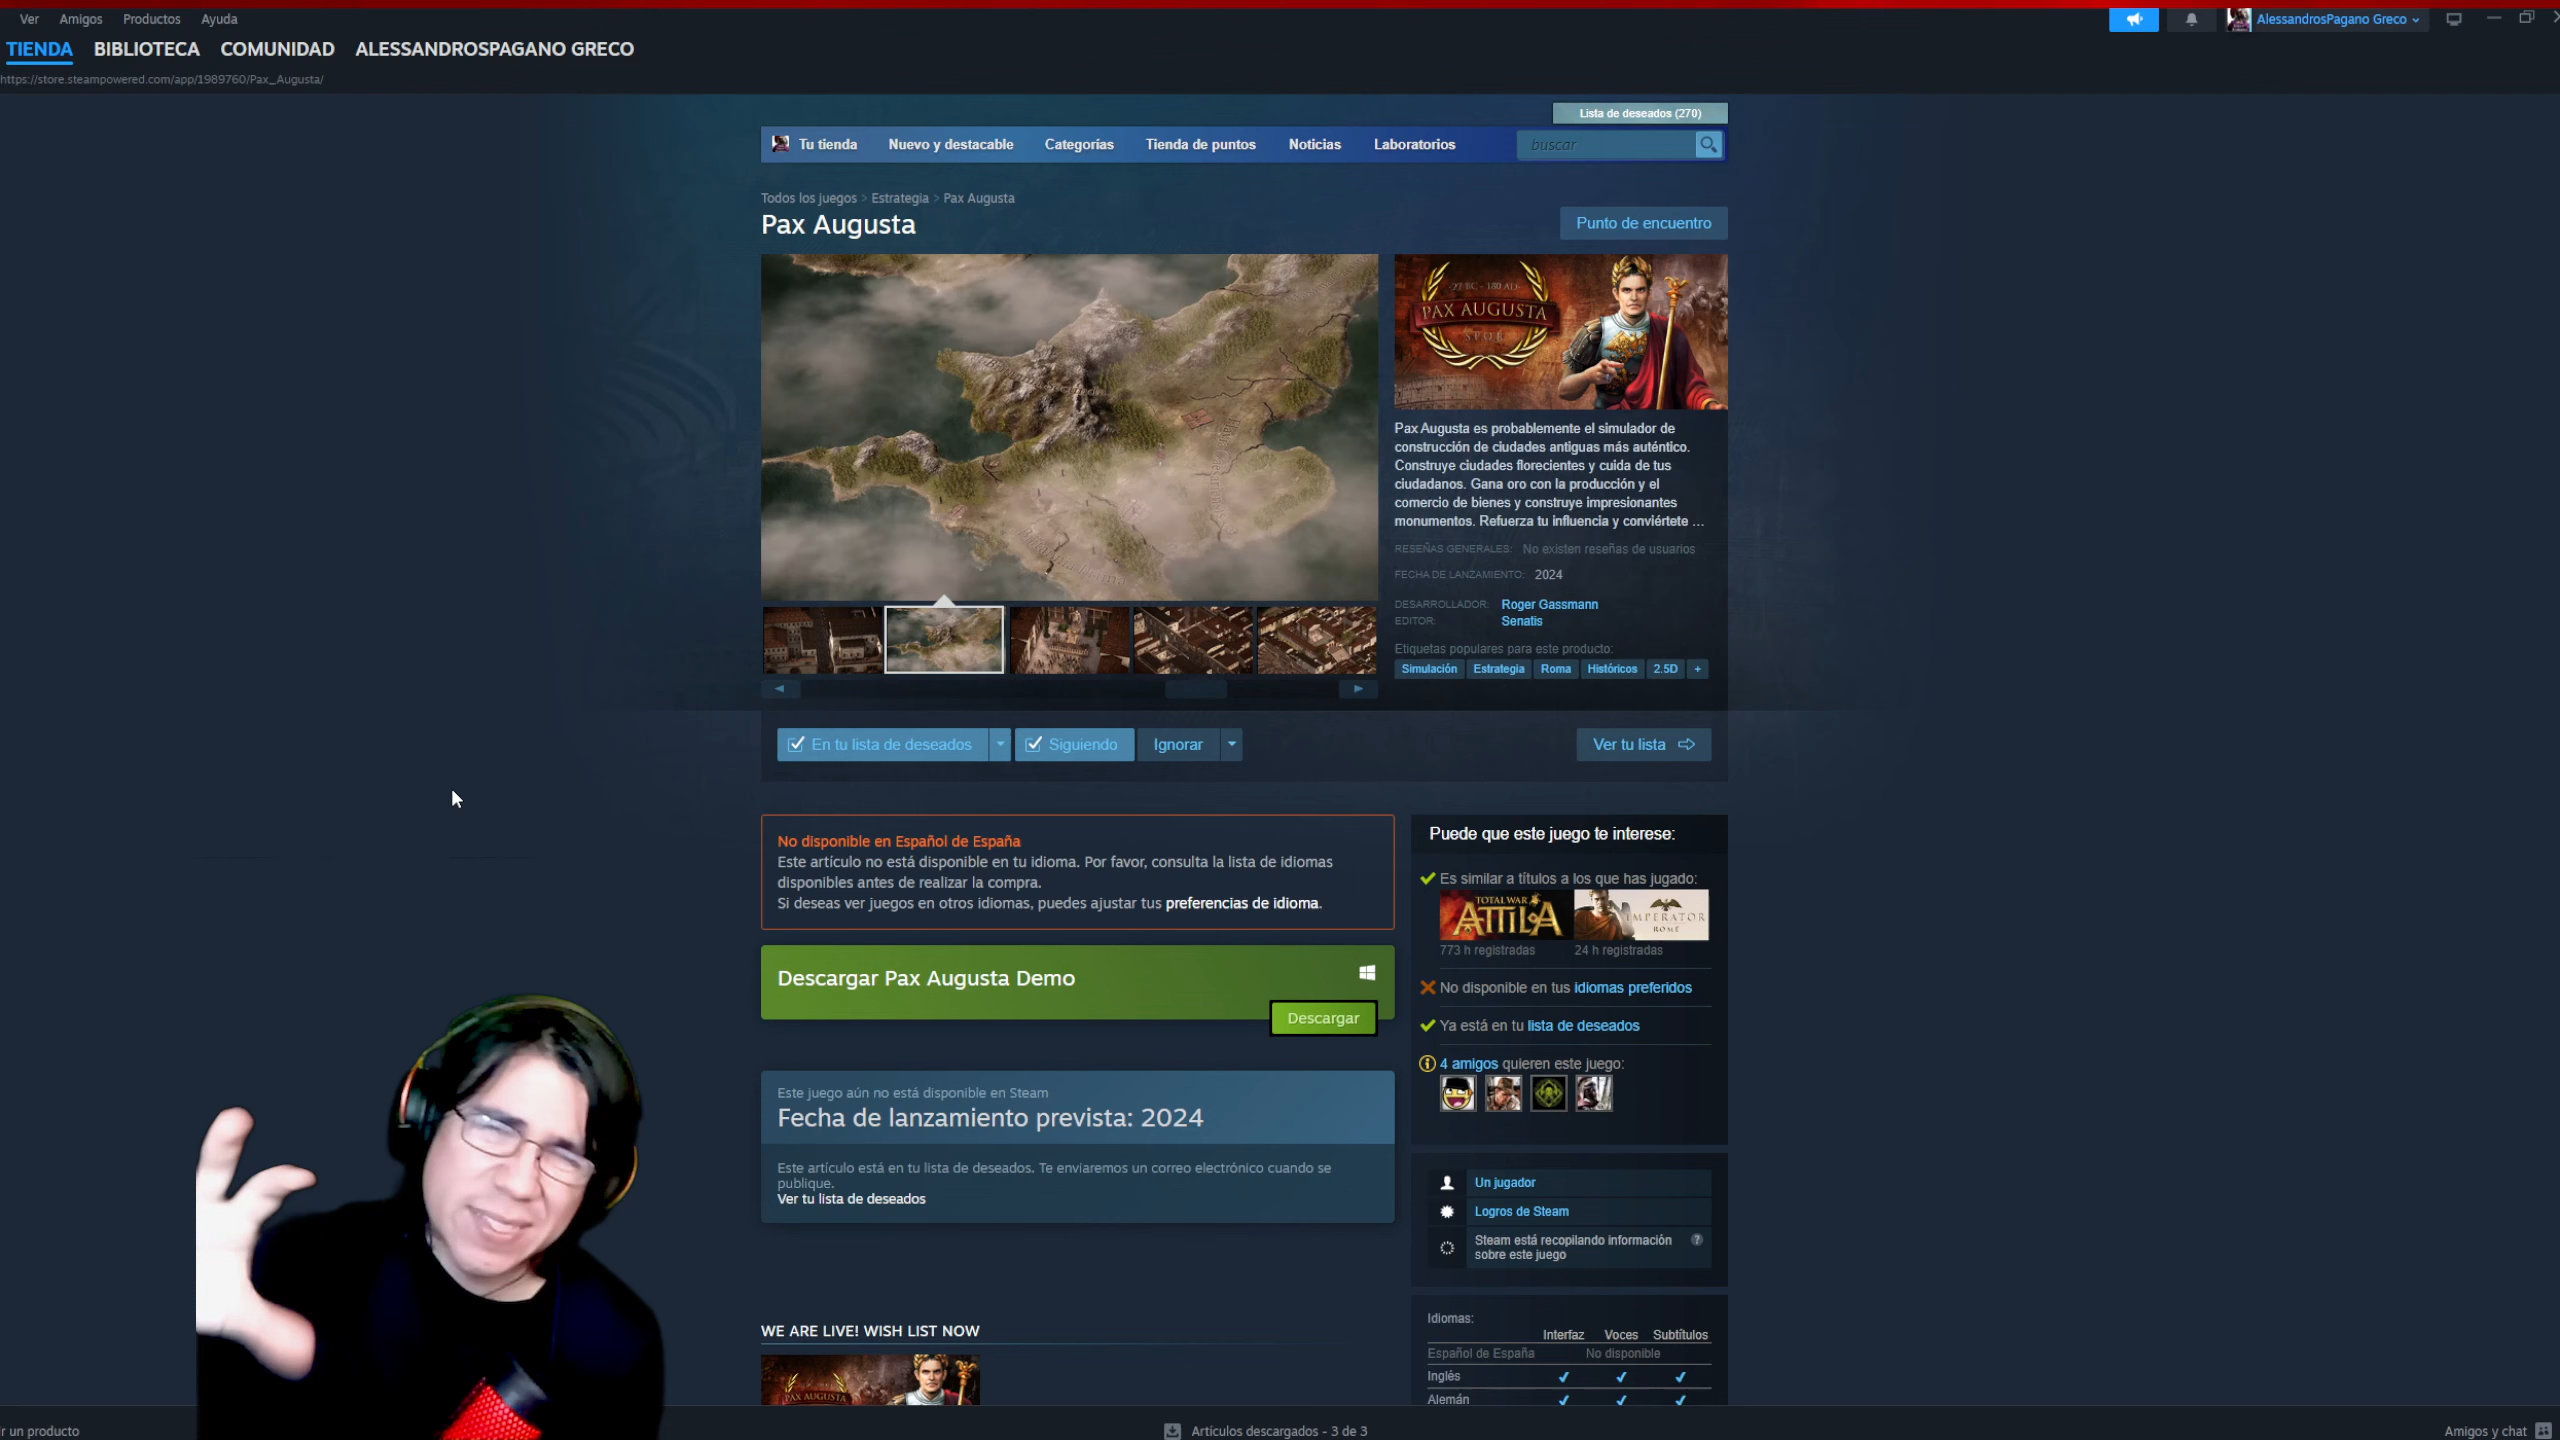 Ver Amigos Productos Ayuda
AlessandrosPagano Greco
TIENDA BIBLIOTECA COMUNIDAD ALESSANDROSPAGANO GRECO
https://store.steampowered.com/app/1989760/Pax_Augusta/
Lista de deseados (270)
Tu tienda Nuevo y destacable Categorías Tienda de puntos Noticias Laboratorios buscar
Todos los juegos > Estrategia > Pax Augusta
Pax Augusta
Punto de encuentro
-27 BC - 180 AD-
PAX AUGUSTA
SPQR
Pax Augusta es probablemente el simulador de
construcción de ciudades antiguas más auténtico.
Construye ciudades florecientes y cuida de tus
ciudadanos. Gana oro con la producción y el
comercio de bienes y construye impresionantes
monumentos. Refuerza tu influencia y conviértete ...
RESEÑAS GENERALES: No existen reseñas de usuarios
FECHA DE LANZAMIENTO: 2024
DESARROLLADOR: Roger Gassmann
EDITOR: Senatis
Etiquetas populares para este producto:
Simulación Estrategia Roma Históricos 2.5D +
En tu lista de deseados Siguiendo Ignorar Ver tu lista
No disponible en Español de España
Este artículo no está disponible en tu idioma. Por favor, consulta la lista de idiomas
disponibles antes de realizar la compra.
Si deseas ver juegos en otros idiomas, puedes ajustar tus preferencias de idioma.
Descargar Pax Augusta Demo
Descargar
Este juego aún no está disponible en Steam
Fecha de lanzamiento prevista: 2024
Este artículo está en tu lista de deseados. Te enviaremos un correo electrónico cuando se
publique.
Ver tu lista de deseados
WE ARE LIVE! WISH LIST NOW
PAX AUGUSTA
Puede que este juego te interese:
Es similar a títulos a los que has jugado:
TOTAL WAR
ATTILA
IMPERATOR
ROME
773 h registradas 24 h registradas
No disponible en tus idiomas preferidos
Ya está en tu lista de deseados
4 amigos quieren este juego:
Un jugador
Logros de Steam
Steam está recopilando información
sobre este juego
?
Idiomas:
Interfaz Voces Subtítulos
Español de España No disponible
Inglés ✔ ✔ ✔
Alemán ✔ ✔ ✔
r un producto
Artículos descargados - 3 de 3
Amigos y chat